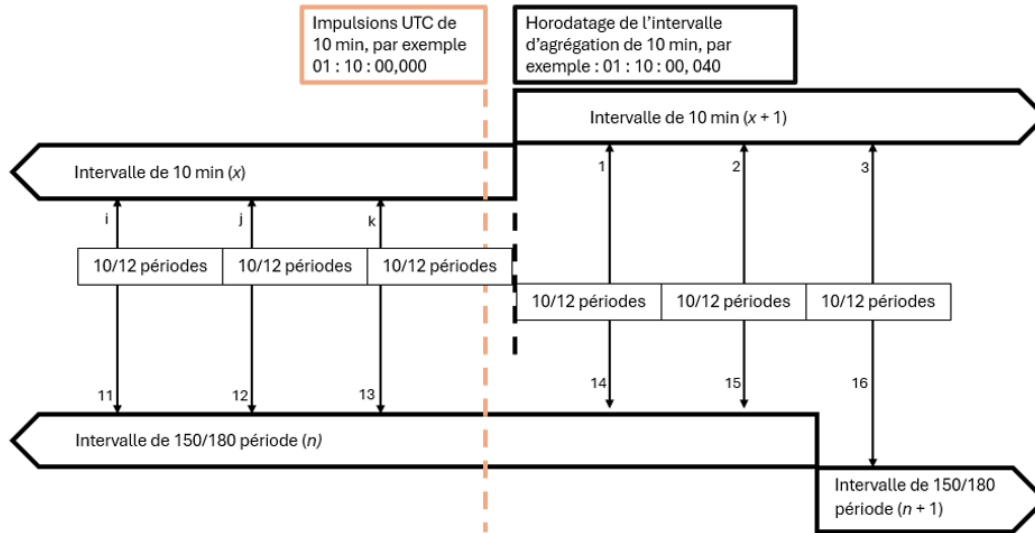 Impulsions UTC de
10 min, par exemple
01 : 10 : 00,000
Horodatage de l'intervalle
d'agrégation de 10 min, par
exemple : 01 : 10 : 00, 040
Intervalle de 10 min (x + 1)
Intervalle de 10 min (x)
1
2
3
i
j
k
10/12 périodes
10/12 périodes
10/12 périodes
10/12 périodes
10/12 périodes
10/12 périodes
11
12
13
14
15
16
Intervalle de 150/180 période (n)
Intervalle de 150/180
période (n + 1)